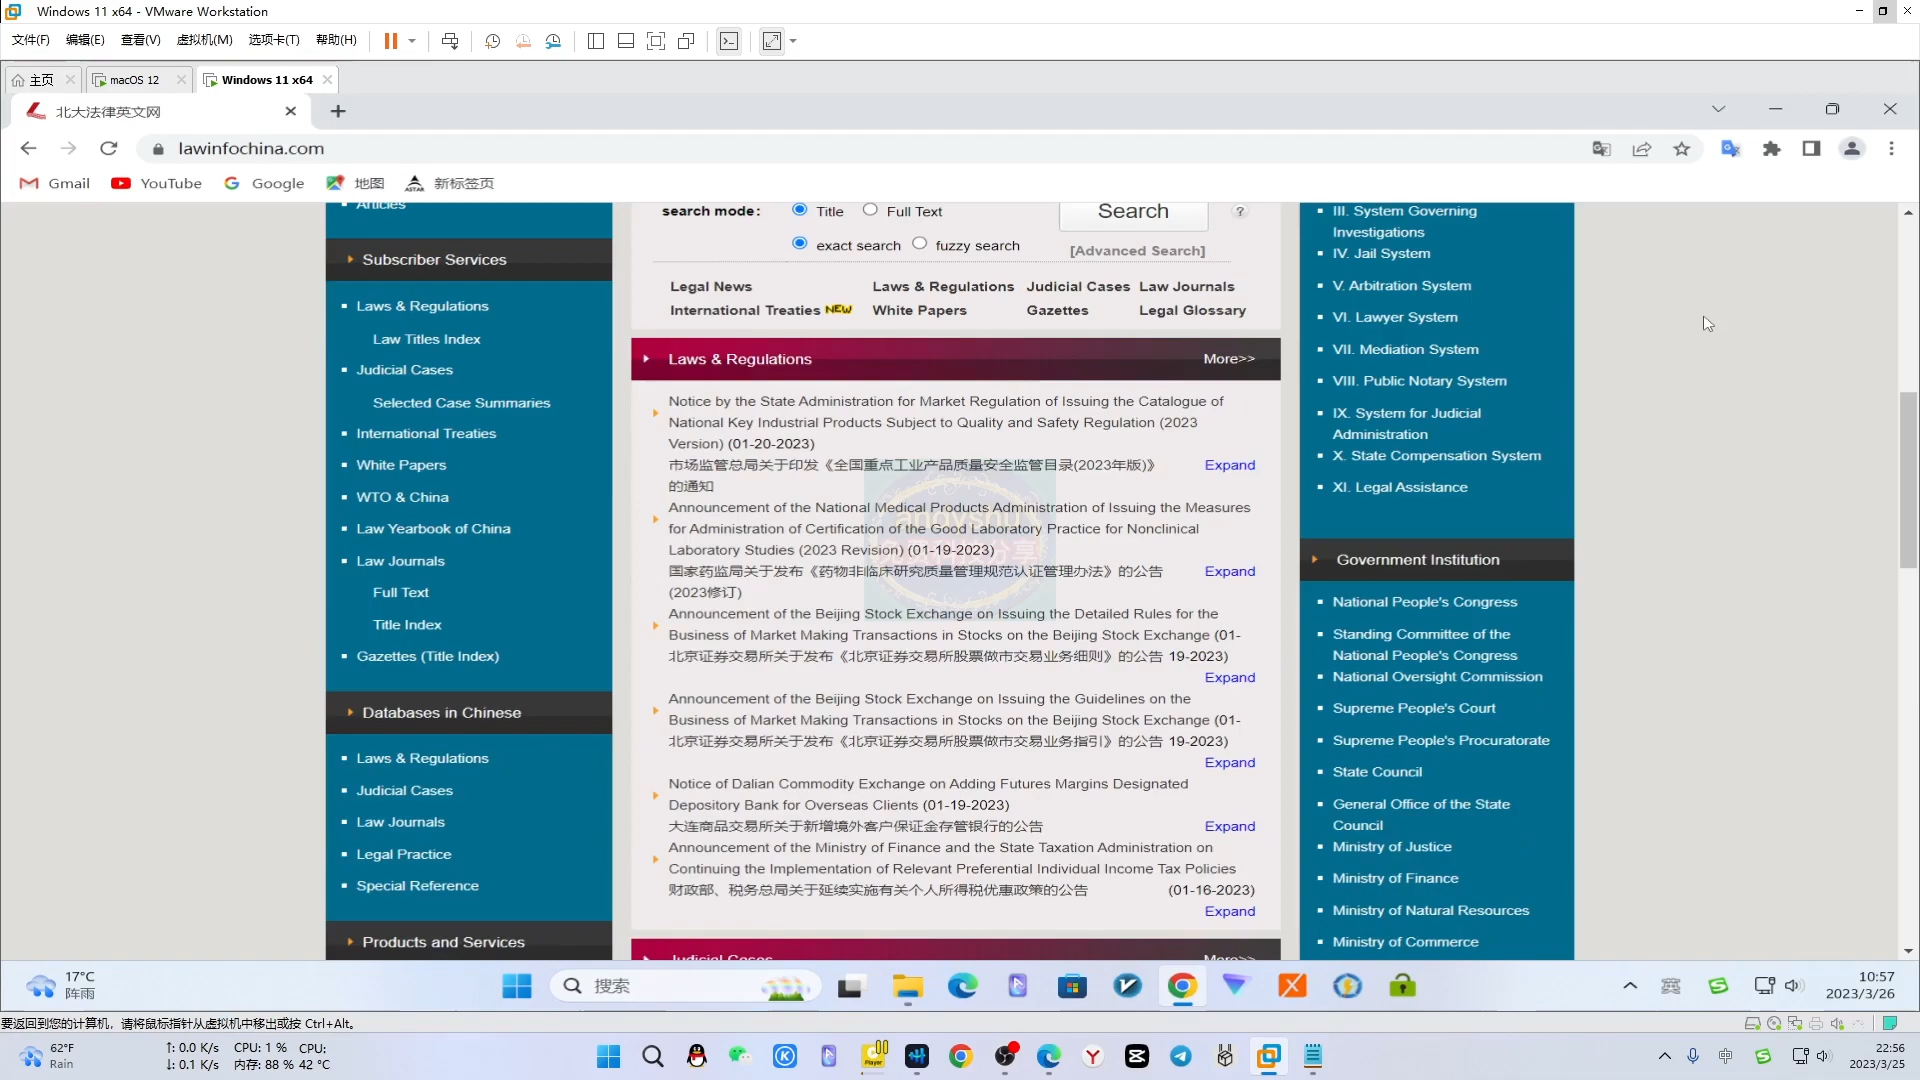 Windows 11 x64 - VMware Workstation
文件(F) 编辑(E) 查看(V) 虚拟机(M) 选项卡(T) 帮助(H)
主页 macOS 12 Windows 11 x64
北大法律英文网
lawinfochina.com
Gmail YouTube Google 地图 ASTAR 新标签页
Articles
Subscriber Services
Laws & Regulations
Law Titles Index
Judicial Cases
Selected Case Summaries
International Treaties
White Papers
WTO & China
Law Yearbook of China
Law Journals
Full Text
Title Index
Gazettes (Title Index)
Databases in Chinese
Laws & Regulations
Judicial Cases
Law Journals
Legal Practice
Special Reference
Products and Services
search mode: Title Full Text
Search ?
exact search fuzzy search
[Advanced Search]
Legal News Laws & Regulations Judicial Cases Law Journals
International Treaties NEW White Papers Gazettes Legal Glossary
Laws & Regulations More>>
Notice by the State Administration for Market Regulation of Issuing the Catalogue of
National Key Industrial Products Subject to Quality and Safety Regulation (2023
Version) (01-20-2023)
市场监管总局关于印发《全国重点工业产品质量安全监管目录(2023年版)》 Expand
的通知
Announcement of the National Medical Products Administration of Issuing the Measures
for Administration of Certification of the Good Laboratory Practice for Nonclinical
Laboratory Studies (2023 Revision) (01-19-2023)
国家药监局关于发布《药物非临床研究质量管理规范认证管理办法》的公告 Expand
(2023修订)
Announcement of the Beijing Stock Exchange on Issuing the Detailed Rules for the
Business of Market Making Transactions in Stocks on the Beijing Stock Exchange (01-
北京证券交易所关于发布《北京证券交易所股票做市交易业务细则》的公告 19-2023)
Expand
Announcement of the Beijing Stock Exchange on Issuing the Guidelines on the
Business of Market Making Transactions in Stocks on the Beijing Stock Exchange (01-
北京证券交易所关于发布《北京证券交易所股票做市交易业务指引》的公告 19-2023)
Expand
Notice of Dalian Commodity Exchange on Adding Futures Margins Designated
Depository Bank for Overseas Clients (01-19-2023)
大连商品交易所关于新增境外客户保证金存管银行的公告 Expand
Announcement of the Ministry of Finance and the State Taxation Administration on
Continuing the Implementation of Relevant Preferential Individual Income Tax Policies
财政部、税务总局关于延续实施有关个人所得税优惠政策的公告 (01-16-2023)
Expand
Judicial Cases More>>
III. System Governing
Investigations
IV. Jail System
V. Arbitration System
VI. Lawyer System
VII. Mediation System
VIII. Public Notary System
IX. System for Judicial
Administration
X. State Compensation System
XI. Legal Assistance
Government Institution
National People's Congress
Standing Committee of the
National People's Congress
National Oversight Commission
Supreme People's Court
Supreme People's Procuratorate
State Council
General Office of the State
Council
Ministry of Justice
Ministry of Finance
Ministry of Natural Resources
Ministry of Commerce
17°C
阵雨
搜索
英
10:57
2023/3/26
要返回到您的计算机，请将鼠标指针从虚拟机中移出或按 Ctrl+Alt。
62°F
Rain
↑: 0.0 K/s CPU: 1 % CPU:
↓: 0.1 K/s 内存: 88 % 42 °C
中
22:56
2023/3/25